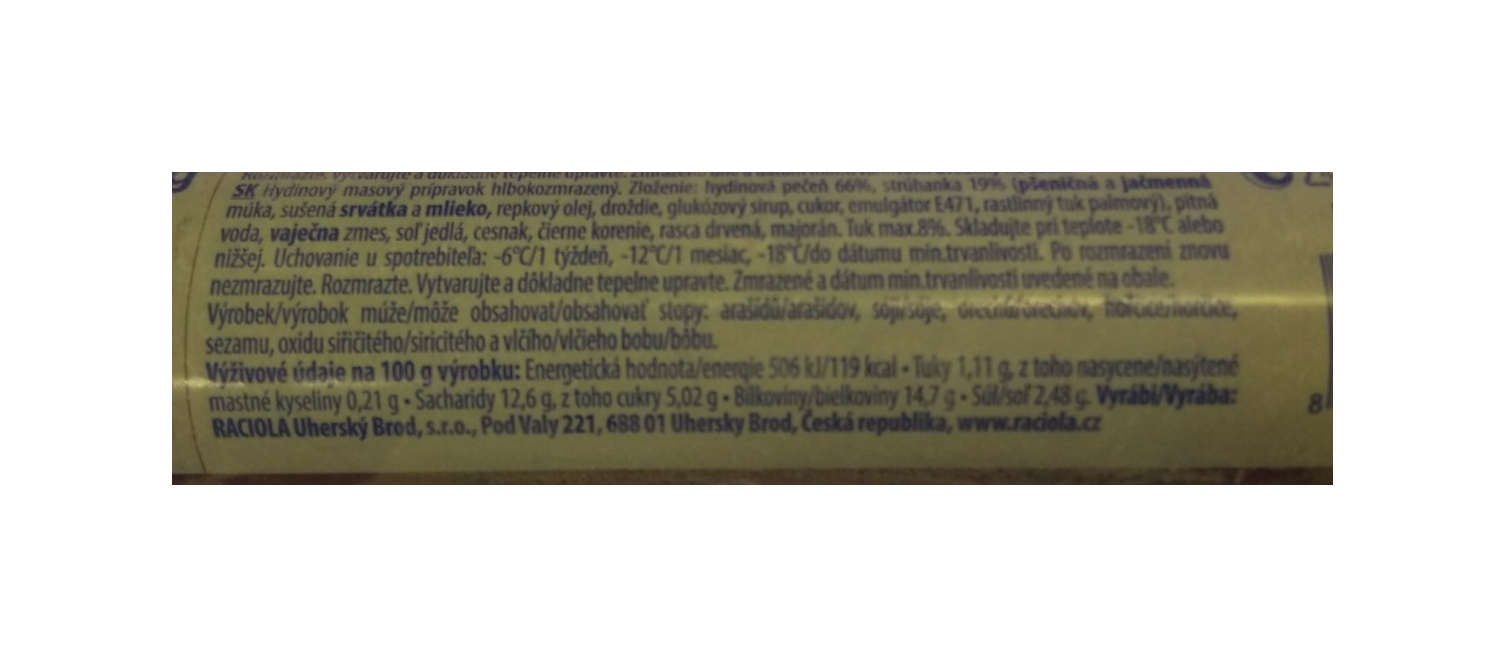 SK Hydinový masový prípravok hlbokozmrazený. Zloženie: hydinová pečeň 66%, strúhanka 19% (pšeničná a jačmenná
múka, sušená srvátka a mlieko, repkový olej, droždie, glukózový sirup, cukor, emulgátor E471, rastlinný tuk palmový), pitná
voda, vaječna zmes, soľ jedlá, cesnak, čierne korenie, rasca drvená, majorán. Tuk max.8%. Skladujte pri teplote -18°C alebo
nižšej. Uchovanie u spotrebiteľa: -6°C/1 týždeň, -12°C/1 mesiac, -18°C/do dátumu min.trvanlivosti. Po rozmrazení znovu
nezmrazujte. Rozmrazte. Vytvarujte a dôkladne tepelne upravte. Zmrazené a dátum min.trvanlivosti uvedené na obale.
Výrobek/výrobok múže/môže obsahovat/obsahovať stopy: arašídů/arašidov, sóji/sóje, hořčice/horčice,
sezamu, oxidu siřičitého/siricitého a vlčího/vlčieho bobu/bôbu.
Výživové údaje na 100 g výrobku: Energetická hodnota/energie 506 kJ/119 kcal • Tuky 1,11 g, z toho nasycene/nasýtené
mastné kyseliny 0,21 g • Sacharidy 12,6 g, z toho cukry 5,02 g • Bílkoviny/bielkoviny 14,7 g • Sůl/soľ 2,48 g. Vyrábí/Vyrába:
RACIOLA Uherský Brod, s.r.o., Pod Valy 221, 688 01 Uhersky Brod, Česká republika, www.raciola.cz
8